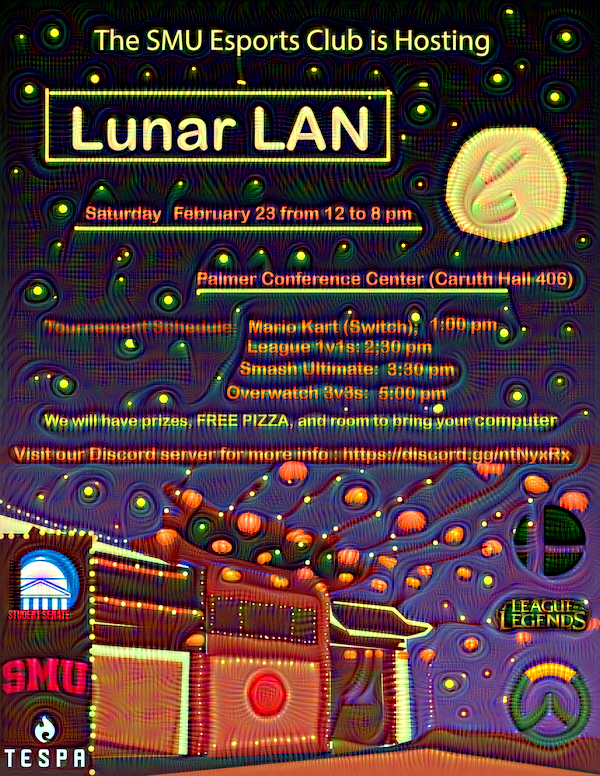 The SMU Esports Club is Hosting
Lunar LAN
Saturday February 23 from 12 to 8 pm
Palmer Conference Center (Caruth Hall 406)
Tournement Schedule: Mario Kart (Switch); 1:00 pm
League 1v1s: 2;30 pm
Smash Ultimate: 3:30 pm
Overwatch 3v3s: 5:00 pm
We will have prizes, FREE PIZZA, and room to bring your computer
Visit our Discord server for more info : https://discord.gg/ntNyxRx
STUDENT SENATE
LEAGUE OF LEGENDS
SMU
TESPA